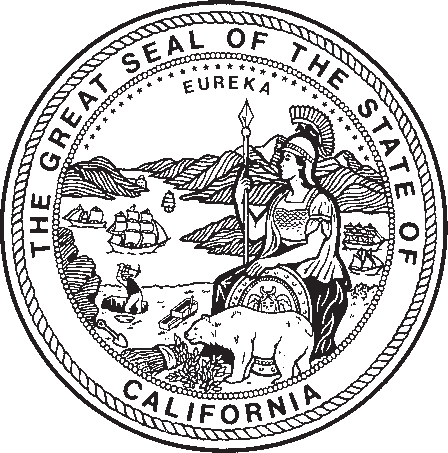 THE GREAT SEAL OF THE STATE OF
EUREKA
CALIFORNIA